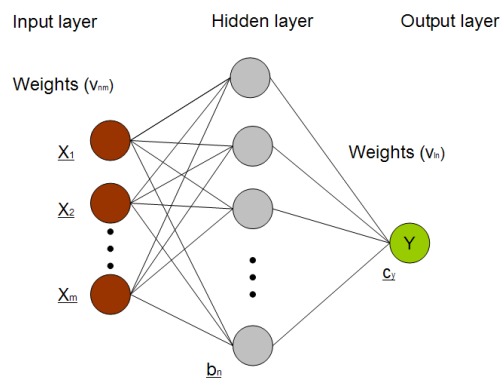 Input layer
Hidden layer
Output layer
Weights (vnm)
Weights (vln)
X1
X2
Xm
bn
Y
cy